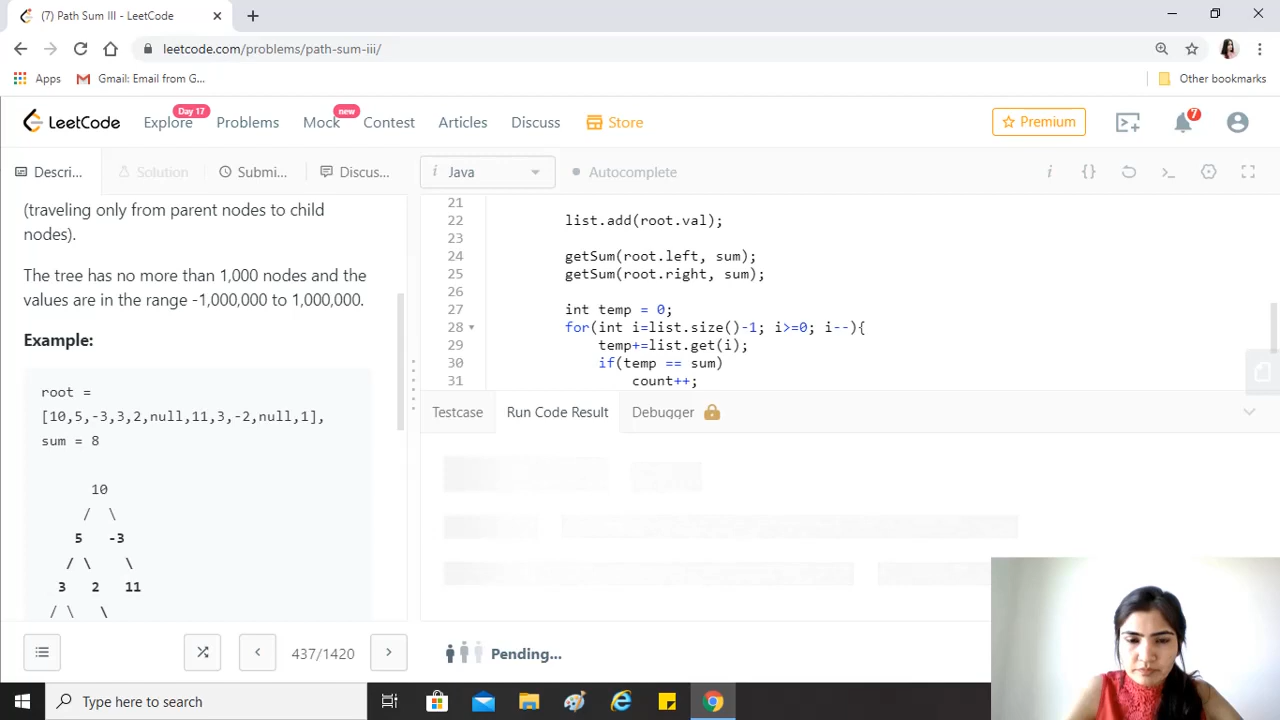 (7) Path Sum III - LeetCode
leetcode.com/problems/path-sum-iii/
Apps
Gmail: Email from G...
Other bookmarks
LeetCode
Explore
Day 17
Problems
Mock
new
Contest
Articles
Discuss
Store
Premium
7
Descri...
Solution
Submi...
Discus...
i Java
Autocomplete
(traveling only from parent nodes to child
nodes).
The tree has no more than 1,000 nodes and the
values are in the range -1,000,000 to 1,000,000.
Example:
root =
[10,5,-3,3,2,null,11,3,-2,null,1],
sum = 8
10
/ \
5 -3
/ \ \
3 2 11
/ \ \
21
22 list.add(root.val);
23
24 getSum(root.left, sum);
25 getSum(root.right, sum);
26
27 int temp = 0;
28 for(int i=list.size()-1; i>=0; i--){
29 temp+=list.get(i);
30 if(temp == sum)
31 count++;
Testcase
Run Code Result
Debugger
437/1420
Pending...
Type here to search